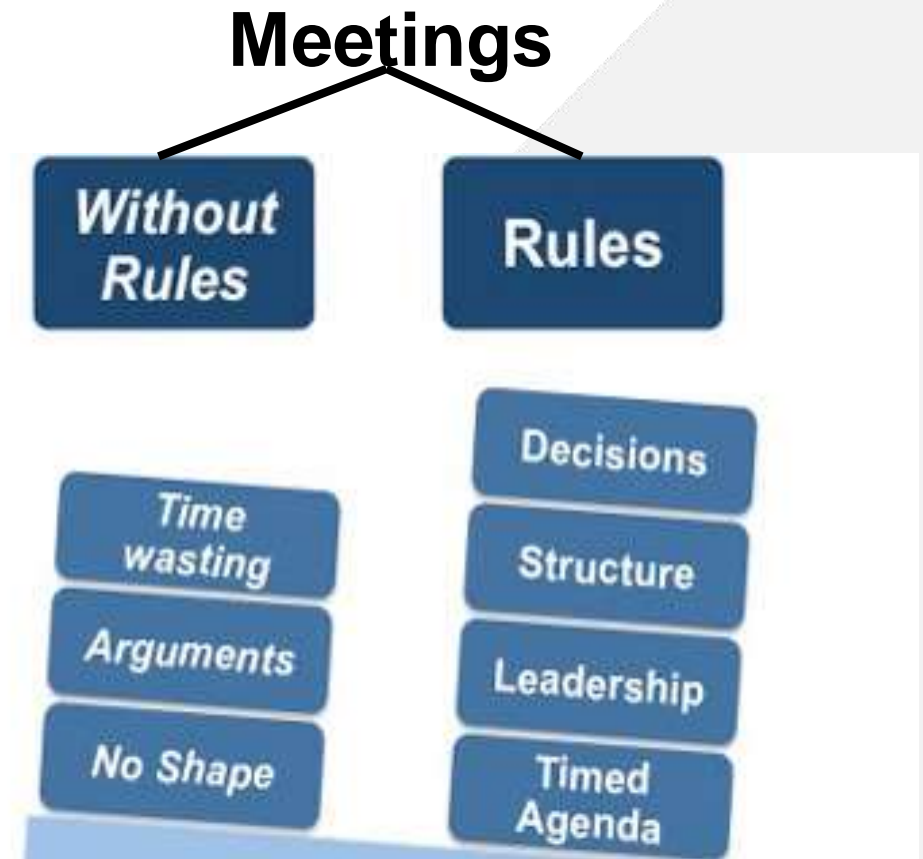 Meetings
Without
Rules
Rules
Time
wasting
Arguments
No Shape
Decisions
Structure
Leadership
Timed
Agenda